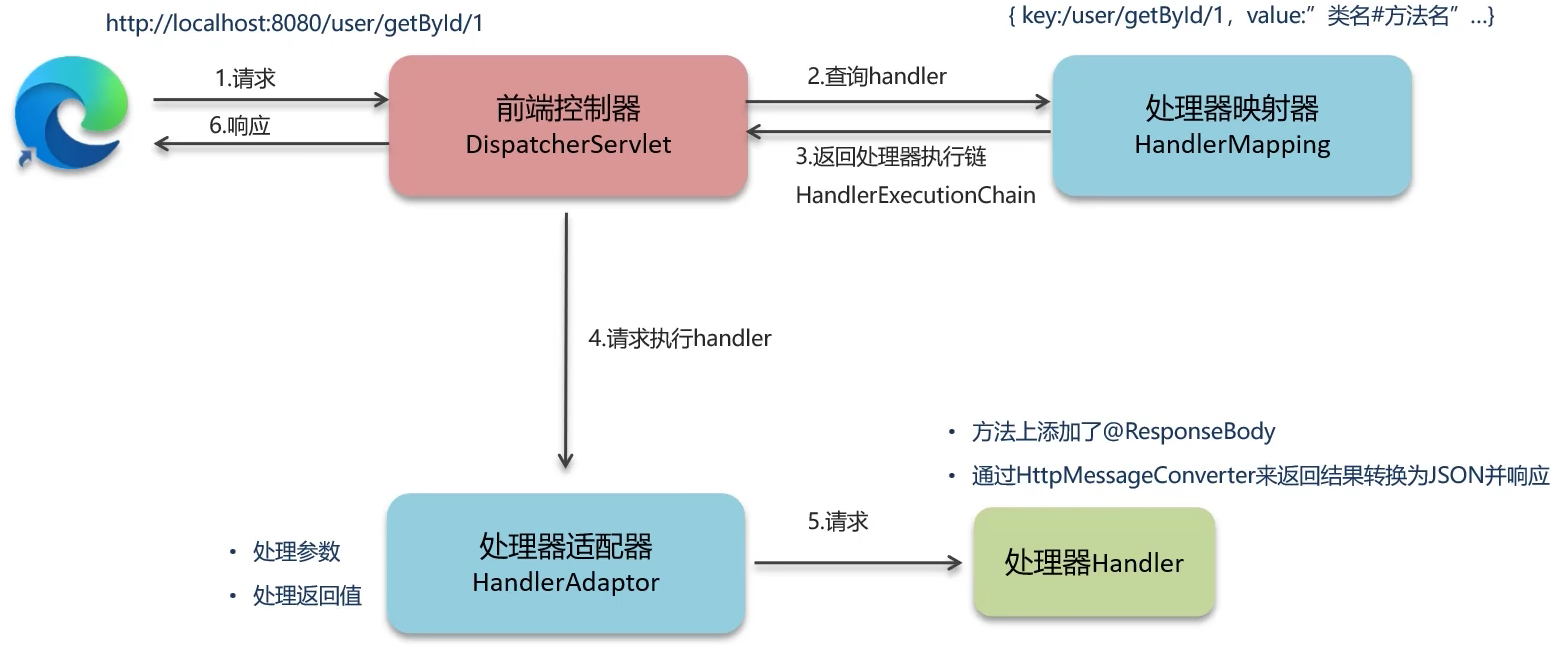 http://localhost:8080/user/getById/1
{ key:/user/getById/1，value:”类名#方法名”…}
1.请求
6.响应
前端控制器
DispatcherServlet
2.查询handler
3.返回处理器执行链
HandlerExecutionChain
处理器映射器
HandlerMapping
4.请求执行handler
• 方法上添加了@ResponseBody
• 通过HttpMessageConverter来返回结果转换为JSON并响应
• 处理参数
• 处理返回值
处理器适配器
HandlerAdaptor
5.请求
处理器Handler